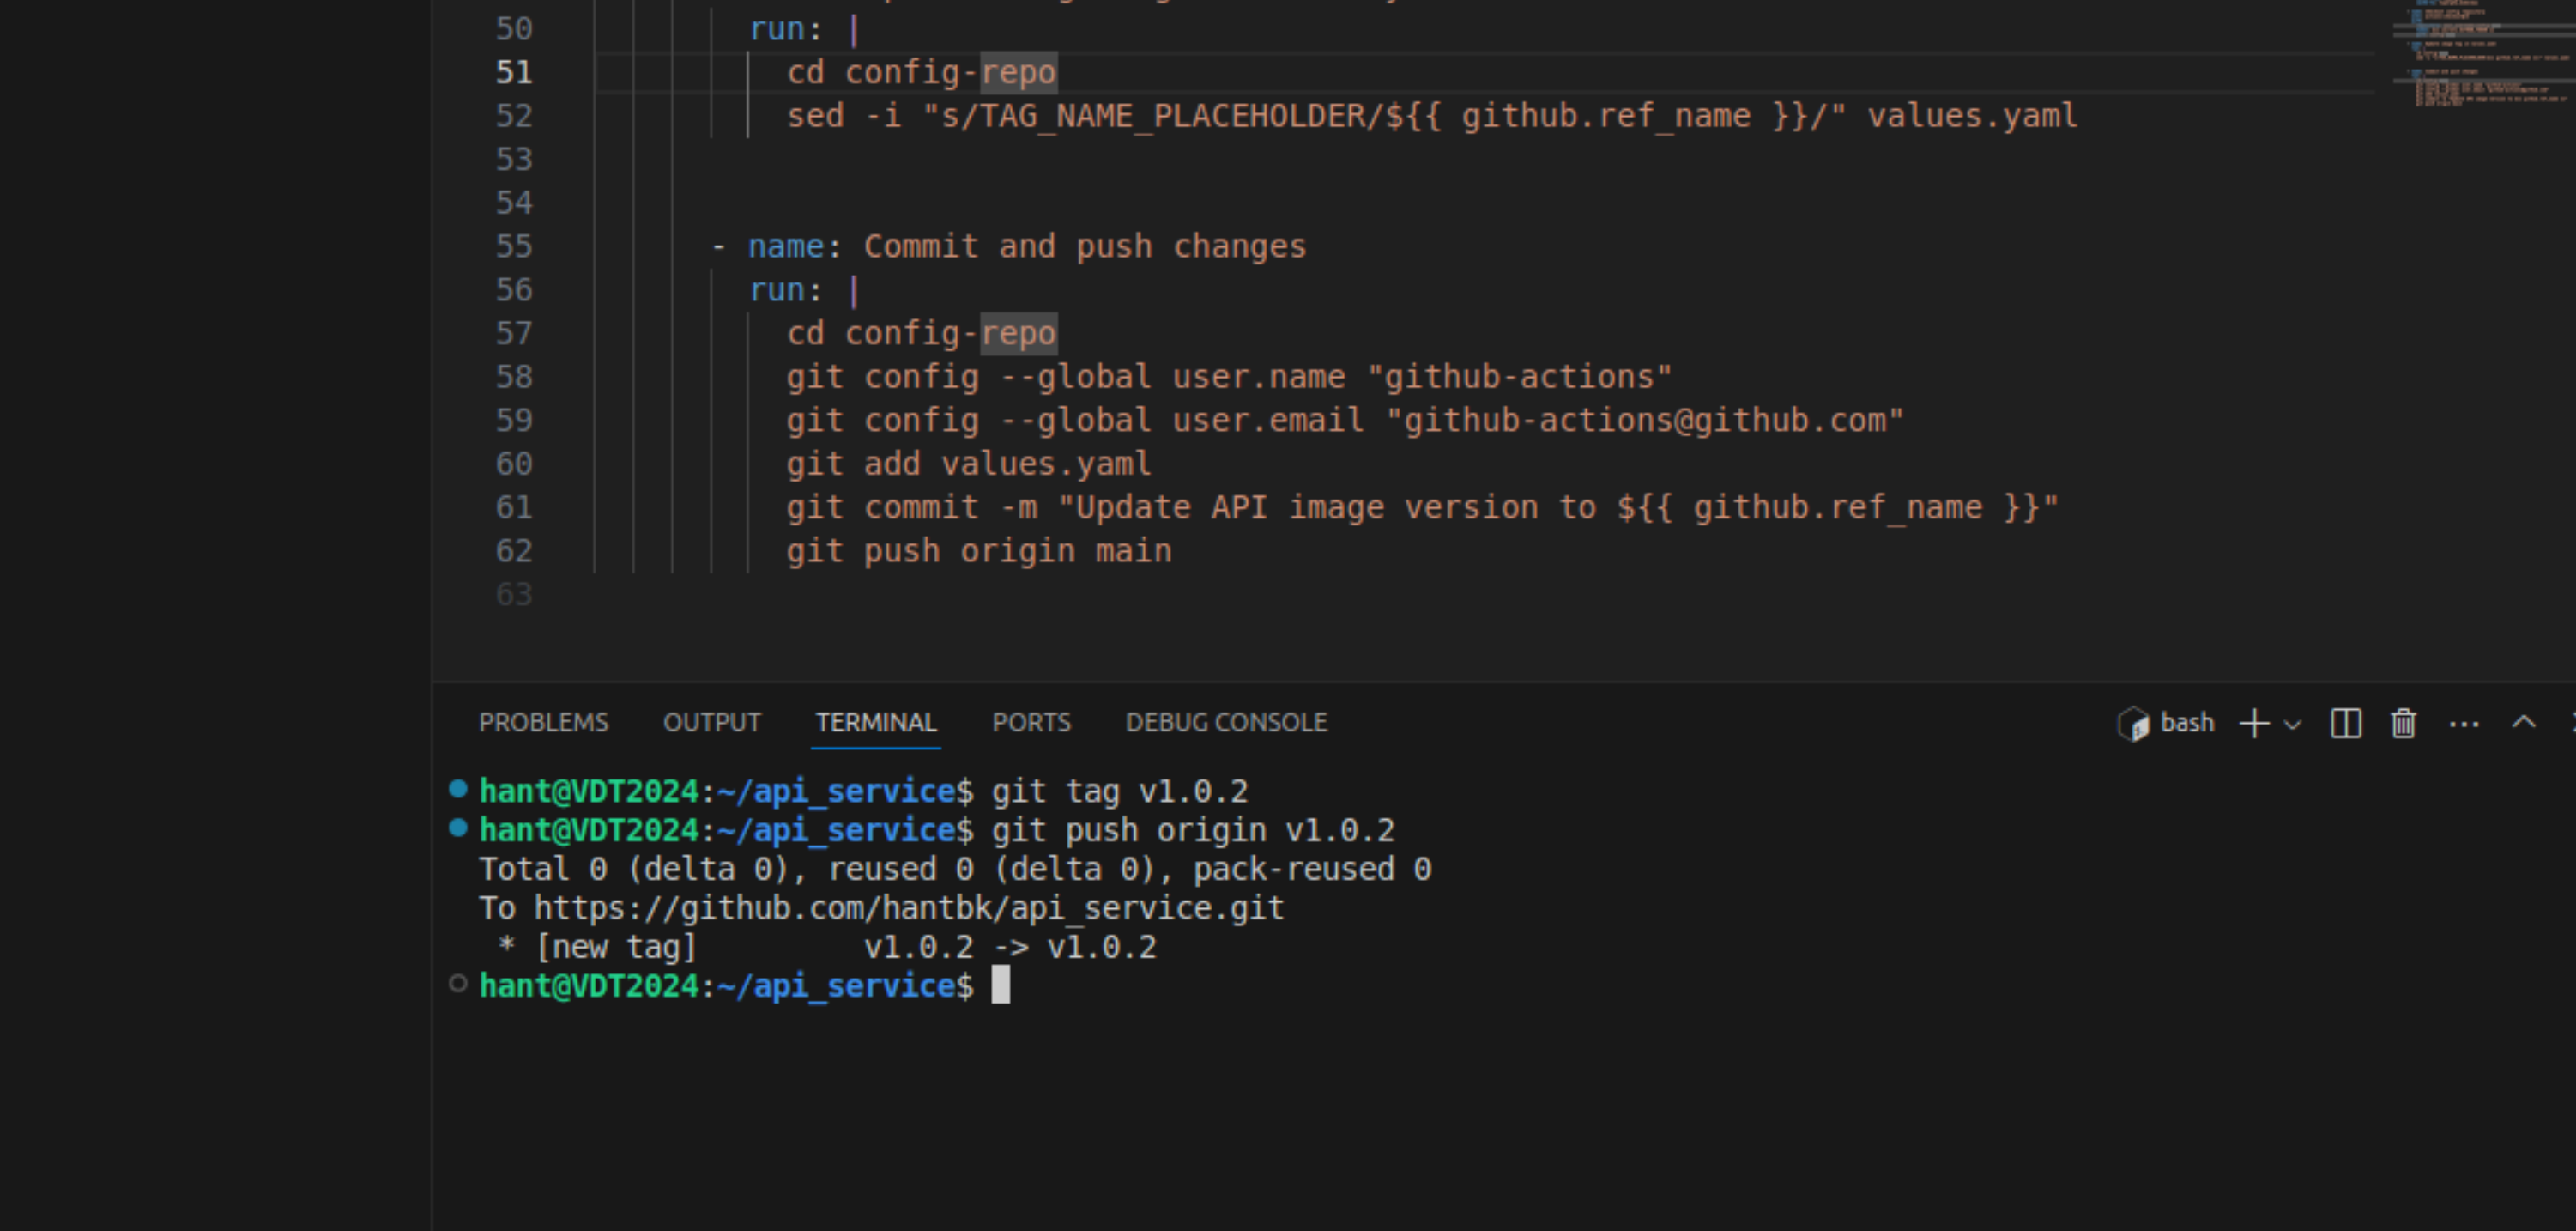 50 run: |
51 cd config-repo
52 sed -i "s/TAG_NAME_PLACEHOLDER/${{ github.ref_name }}/" values.yaml
53
54
55 - name: Commit and push changes
56 run: |
57 cd config-repo
58 git config --global user.name "github-actions"
59 git config --global user.email "github-actions@github.com"
60 git add values.yaml
61 git commit -m "Update API image version to ${{ github.ref_name }}"
62 git push origin main
63
PROBLEMS OUTPUT TERMINAL PORTS DEBUG CONSOLE bash
hant@VDT2024:~/api_service$ git tag v1.0.2
hant@VDT2024:~/api_service$ git push origin v1.0.2
Total 0 (delta 0), reused 0 (delta 0), pack-reused 0
To https://github.com/hantbk/api_service.git
* [new tag] v1.0.2 -> v1.0.2
hant@VDT2024:~/api_service$